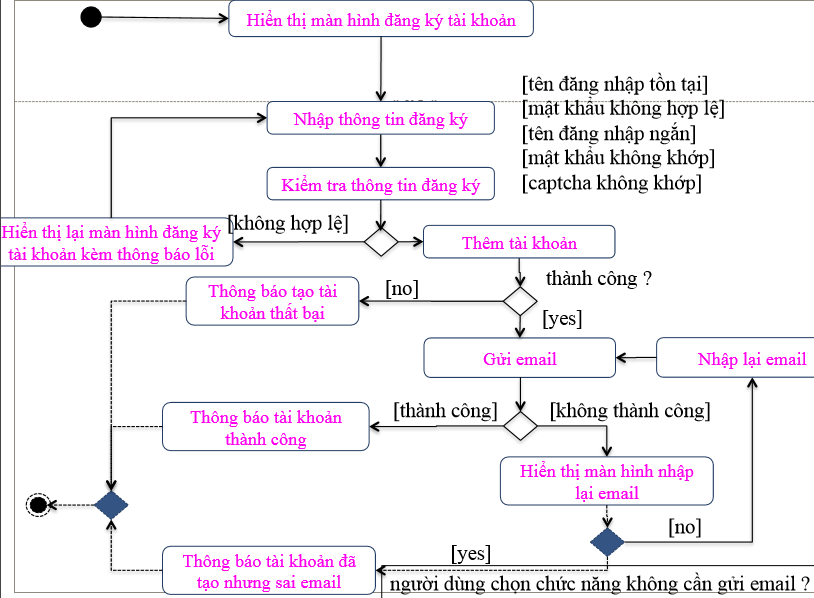 Hiển thị màn hình đăng ký tài khoản
[tên đăng nhập tồn tại]
[mật khẩu không hợp lệ]
[tên đăng nhập ngắn]
[mật khẩu không khớp]
[captcha không khớp]
Nhập thông tin đăng ký
Kiểm tra thông tin đăng ký
[không hợp lệ]
Hiển thị lại màn hình đăng ký
tài khoản kèm thông báo lỗi
Thêm tài khoản
thành công ?
Thông báo tạo tài
khoản thất bại
[no]
[yes]
Gửi email
Nhập lại email
[thành công]
[không thành công]
Thông báo tài khoản
thành công
Hiển thị màn hình nhập
lại email
[no]
[yes]
Thông báo tài khoản đã
tạo nhưng sai email
người dùng chọn chức năng không cần gửi email ?